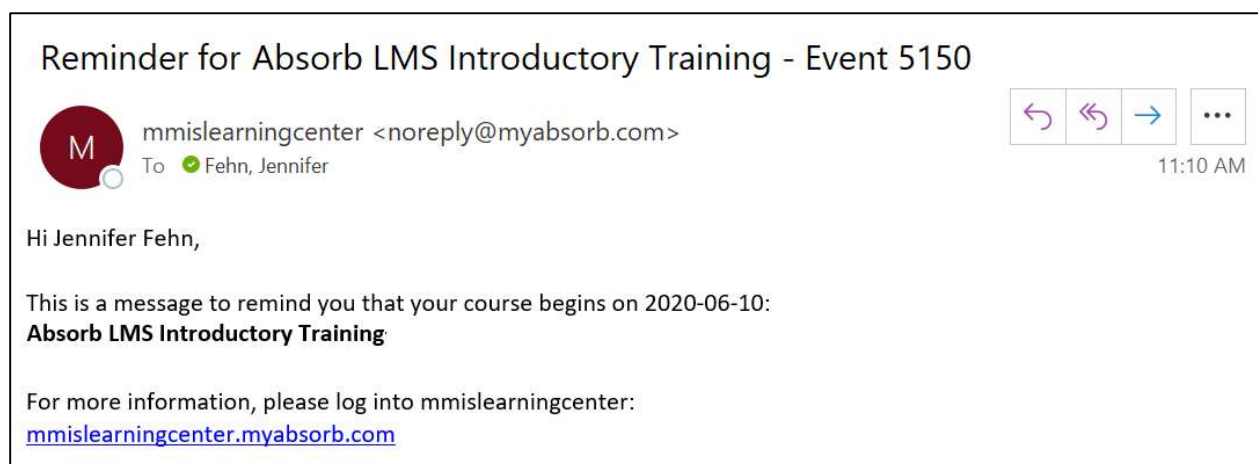 Reminder for Absorb LMS Introductory Training - Event 5150
M
mmislearningcenter <noreply@myabsorb.com>
To Fehn, Jennifer
11:10 AM
Hi Jennifer Fehn,
This is a message to remind you that your course begins on 2020-06-10:
Absorb LMS Introductory Training
For more information, please log into mmislearningcenter:
mmislearningcenter.myabsorb.com